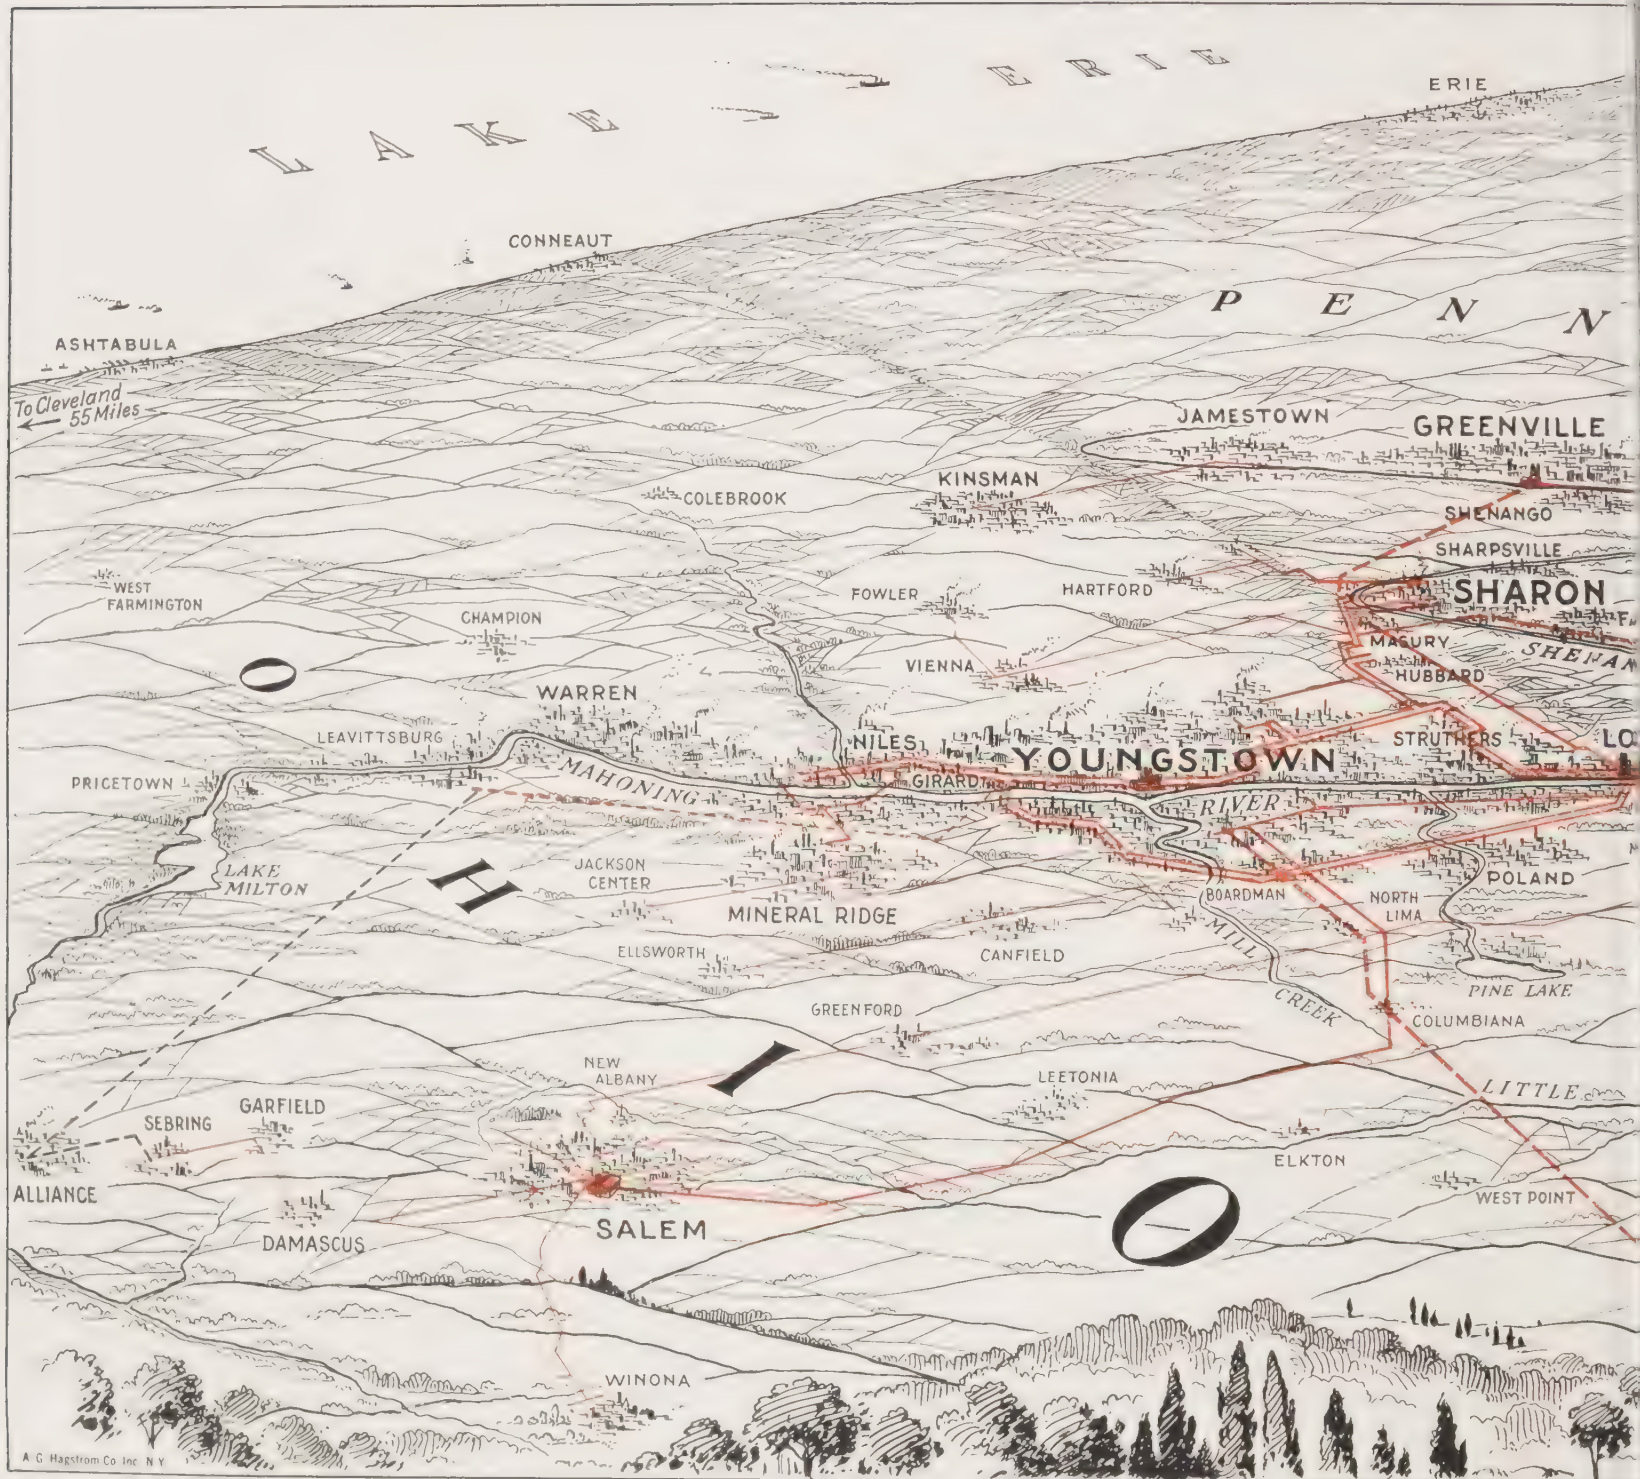 LAKE ERIE
ERIE
CONNEAUT
ASHTABULA
To Cleveland
55 Miles
PENN
JAMESTOWN
GREENVILLE
KINSMAN
COLEBROOK
SHENANGO
SHARPSVILLE
SHARON
WEST
FARMINGTON
CHAMPION
FOWLER
HARTFORD
VIENNA
MASURY
HUBBARD
SHENAN
OHIO
WARREN
LEAVITTSBURG
PRICETOWN
MAHONING RIVER
NILES
GIRARD
YOUNGSTOWN
STRUTHERS
LO
LAKE
MILTON
JACKSON
CENTER
MINERAL RIDGE
BOARDMAN
NORTH
LIMA
POLAND
ELLSWORTH
CANFIELD
MILL CREEK
PINE LAKE
GREENFORD
COLUMBIANA
NEW
ALBANY
LEETONIA
LITTLE
SEBRING
GARFIELD
ALLIANCE
ELKTON
WEST POINT
DAMASCUS
SALEM
WINONA
A G Hagstrom Co Inc N Y